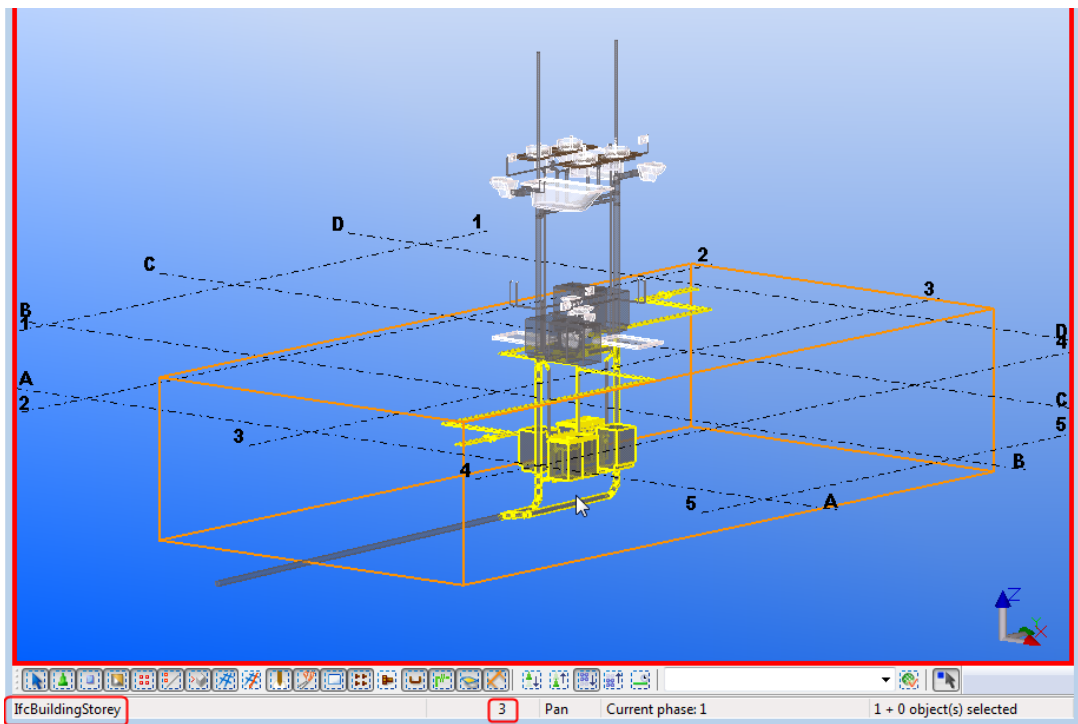 D
1
C
2
3
B
1
D
4
A
2
C
3
5
4
B
5
A
Z
X
IfcBuildingStorey 3 Pan Current phase: 1 1 + 0 object(s) selected